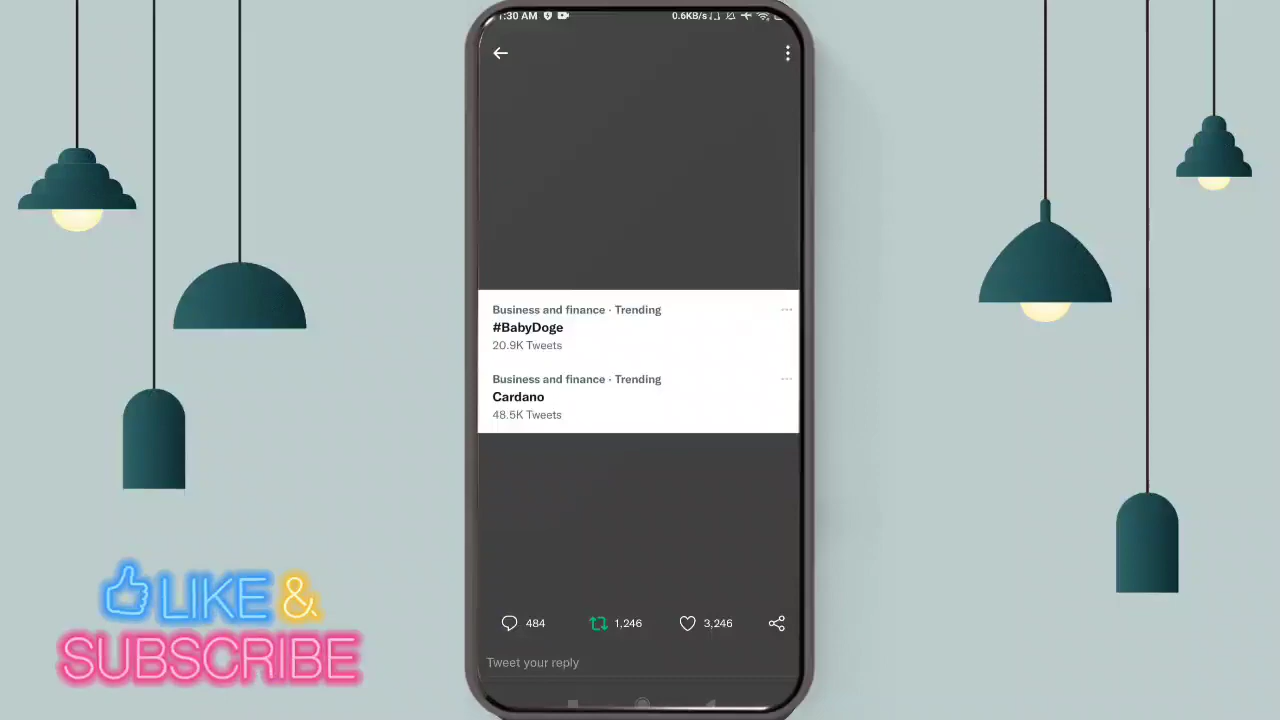 :30 AM
0.6KB/s
Business and finance · Trending
#BabyDoge
20.9K Tweets
Business and finance · Trending
Cardano
48.5K Tweets
484
1,246
3,246
Tweet your reply
LIKE &
SUBSCRIBE